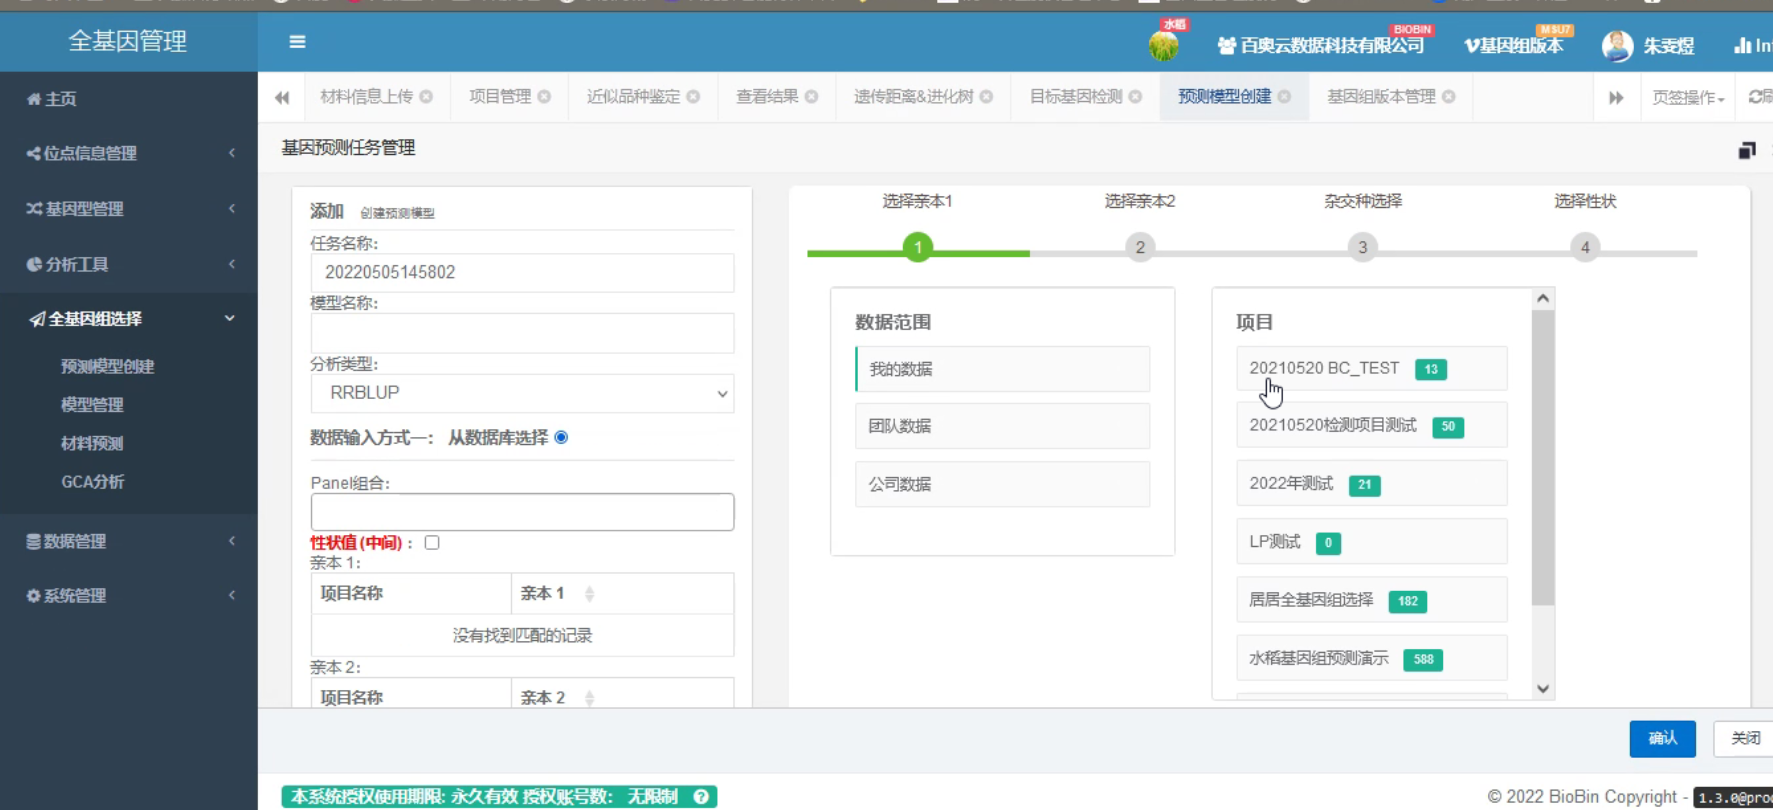 全基因管理
水稻
百奥云数据科技有限公司
BIOBIN
基因组版本
MSU7
朱雯煜
主页
位点信息管理
基因型管理
分析工具
全基因组选择
预测模型创建
模型管理
材料预测
GCA分析
数据管理
系统管理
材料信息上传
项目管理
近似品种鉴定
查看结果
遗传距离&进化树
目标基因检测
预测模型创建
基因组版本管理
页签操作
基因预测任务管理
添加 创建预测模型
任务名称:
20220505145802
模型名称:
分析类型:
RRBLUP
数据输入方式一: 从数据库选择
Panel组合:
性状值(中间) :
亲本 1:
项目名称 亲本 1
没有找到匹配的记录
亲本 2:
项目名称 亲本 2
选择亲本1 选择亲本2 杂交种选择 选择性状
1 2 3 4
数据范围
我的数据
团队数据
公司数据
项目
20210520 BC_TEST 13
20210520检测项目测试 50
2022年测试 21
LP测试 0
居居全基因组选择 182
水稻基因组预测演示 588
确认 关闭
本系统授权使用期限: 永久有效 授权账号数: 无限制
© 2022 BioBin Copyright - 1.3.0@pro